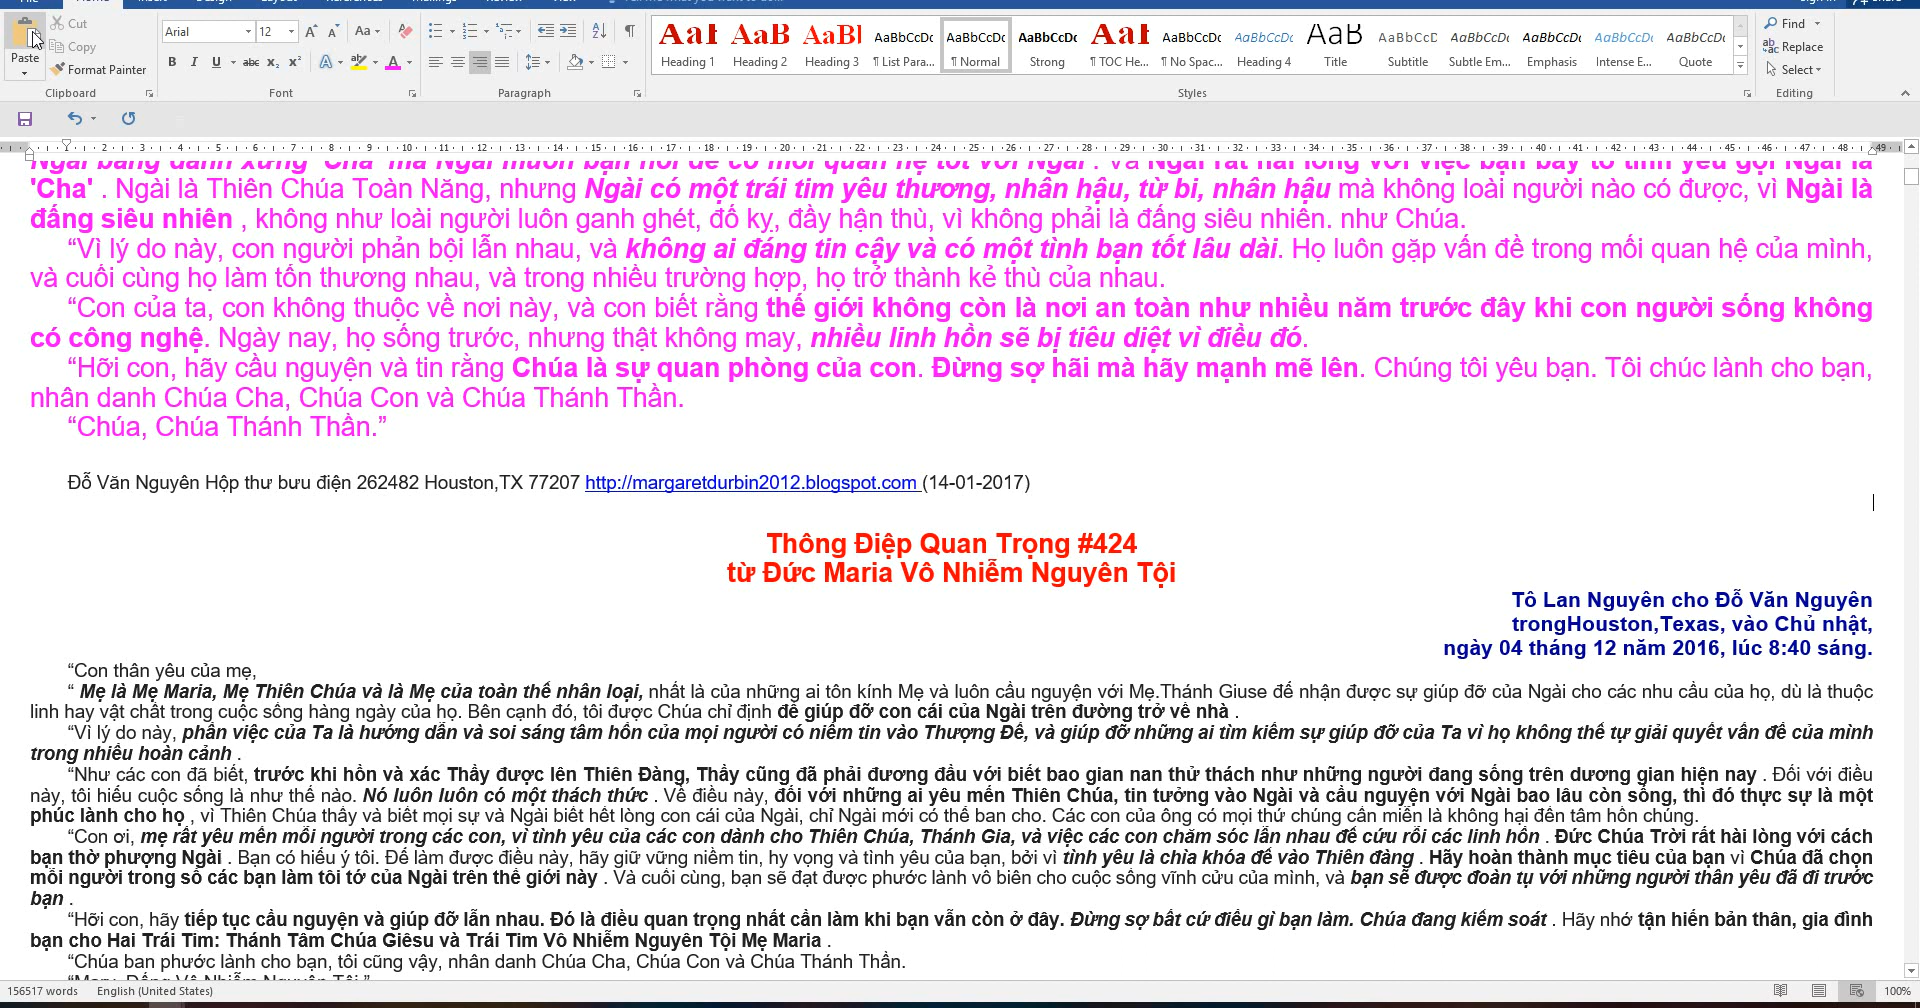 Cut
Copy
Format Painter
Paste
Clipboard
Arial
12
Font
Paragraph
AaBbCcDc
AaBbCcDc
AaBbCcDc
Heading 1
Heading 2
Heading 3
¶ List Para...
¶ Normal
Strong
¶ TOC He...
¶ No Spac...
Heading 4
Title
Subtitle
Subtle Em...
Emphasis
Intense E...
Quote
Styles
Find
Replace
Select
Editing
Ngài bằng danh xưng 'Cha' mà Ngài muốn bạn nói để có mối quan hệ tốt với Ngài . Và Ngài rất hài lòng với việc bạn bày tỏ tình yêu gọi Ngài là
'Cha' . Ngài là Thiên Chúa Toàn Năng, nhưng Ngài có một trái tim yêu thương, nhân hậu, từ bi, nhân hậu mà không loài người nào có được, vì Ngài là
đấng siêu nhiên , không như loài người luôn ganh ghét, đố kỵ, đầy hận thù, vì không phải là đấng siêu nhiên. như Chúa.
“Vì lý do này, con người phản bội lẫn nhau, và không ai đáng tin cậy và có một tình bạn tốt lâu dài. Họ luôn gặp vấn đề trong mối quan hệ của mình,
và cuối cùng họ làm tổn thương nhau, và trong nhiều trường hợp, họ trở thành kẻ thù của nhau.
“Con của ta, con không thuộc về nơi này, và con biết rằng thế giới không còn là nơi an toàn như nhiều năm trước đây khi con người sống không
có công nghệ. Ngày nay, họ sống trước, nhưng thật không may, nhiều linh hồn sẽ bị tiêu diệt vì điều đó.
“Hỡi con, hãy cầu nguyện và tin rằng Chúa là sự quan phòng của con. Đừng sợ hãi mà hãy mạnh mẽ lên. Chúng tôi yêu bạn. Tôi chúc lành cho bạn,
nhân danh Chúa Cha, Chúa Con và Chúa Thánh Thần.
“Chúa, Chúa Thánh Thần.”
Đỗ Văn Nguyên Hộp thư bưu điện 262482 Houston,TX 77207 http://margaretdurbin2012.blogspot.com (14-01-2017)
Thông Điệp Quan Trọng #424
từ Đức Maria Vô Nhiễm Nguyên Tội
Tô Lan Nguyên cho Đỗ Văn Nguyên
trongHouston,Texas, vào Chủ nhật,
ngày 04 tháng 12 năm 2016, lúc 8:40 sáng.
“Con thân yêu của mẹ,
“ Mẹ là Mẹ Maria, Mẹ Thiên Chúa và là Mẹ của toàn thể nhân loại, nhất là của những ai tôn kính Mẹ và luôn cầu nguyện với Mẹ.Thánh Giuse để nhận được sự giúp đỡ của Ngài cho các nhu cầu của họ, dù là thuộc
linh hay vật chất trong cuộc sống hàng ngày của họ. Bên cạnh đó, tôi được Chúa chỉ định để giúp đỡ con cái của Ngài trên đường trở về nhà .
“Vì lý do này, phần việc của Ta là hướng dẫn và soi sáng tâm hồn của mọi người có niềm tin vào Thượng Đế, và giúp đỡ những ai tìm kiếm sự giúp đỡ của Ta vì họ không thể tự giải quyết vấn đề của mình
trong nhiều hoàn cảnh .
“Như các con đã biết, trước khi hồn và xác Thầy được lên Thiên Đàng, Thầy cũng đã phải đương đầu với biết bao gian nan thử thách như những người đang sống trên dương gian hiện nay . Đối với điều
này, tôi hiểu cuộc sống là như thế nào. Nó luôn luôn có một thách thức . Về điều này, đối với những ai yêu mến Thiên Chúa, tin tưởng vào Ngài và cầu nguyện với Ngài bao lâu còn sống, thì đó thực sự là một
phúc lành cho họ , vì Thiên Chúa thấy và biết mọi sự và Ngài biết hết lòng con cái của Ngài, chỉ Ngài mới có thể ban cho. Các con của ông có mọi thứ chúng cần miễn là không hại đến tâm hồn chúng.
“Con ơi, mẹ rất yêu mến mỗi người trong các con, vì tình yêu của các con dành cho Thiên Chúa, Thánh Gia, và việc các con chăm sóc lẫn nhau để cứu rỗi các linh hồn . Đức Chúa Trời rất hài lòng với cách
bạn thờ phượng Ngài . Bạn có hiểu ý tôi. Để làm được điều này, hãy giữ vững niềm tin, hy vọng và tình yêu của bạn, bởi vì tình yêu là chìa khóa để vào Thiên đàng . Hãy hoàn thành mục tiêu của bạn vì Chúa đã chọn
mỗi người trong số các bạn làm tôi tớ của Ngài trên thế giới này . Và cuối cùng, bạn sẽ đạt được phước lành vô biên cho cuộc sống vĩnh cửu của mình, và bạn sẽ được đoàn tụ với những người thân yêu đã đi trước
bạn .
“Hỡi con, hãy tiếp tục cầu nguyện và giúp đỡ lẫn nhau. Đó là điều quan trọng nhất cần làm khi bạn vẫn còn ở đây. Đừng sợ bất cứ điều gì bạn làm. Chúa đang kiểm soát . Hãy nhớ tận hiến bản thân, gia đình
bạn cho Hai Trái Tim: Thánh Tâm Chúa Giêsu và Trái Tim Vô Nhiễm Nguyên Tội Mẹ Maria .
“Chúa ban phước lành cho bạn, tôi cũng vậy, nhân danh Chúa Cha, Chúa Con và Chúa Thánh Thần.
156517 words English (United States)
100%